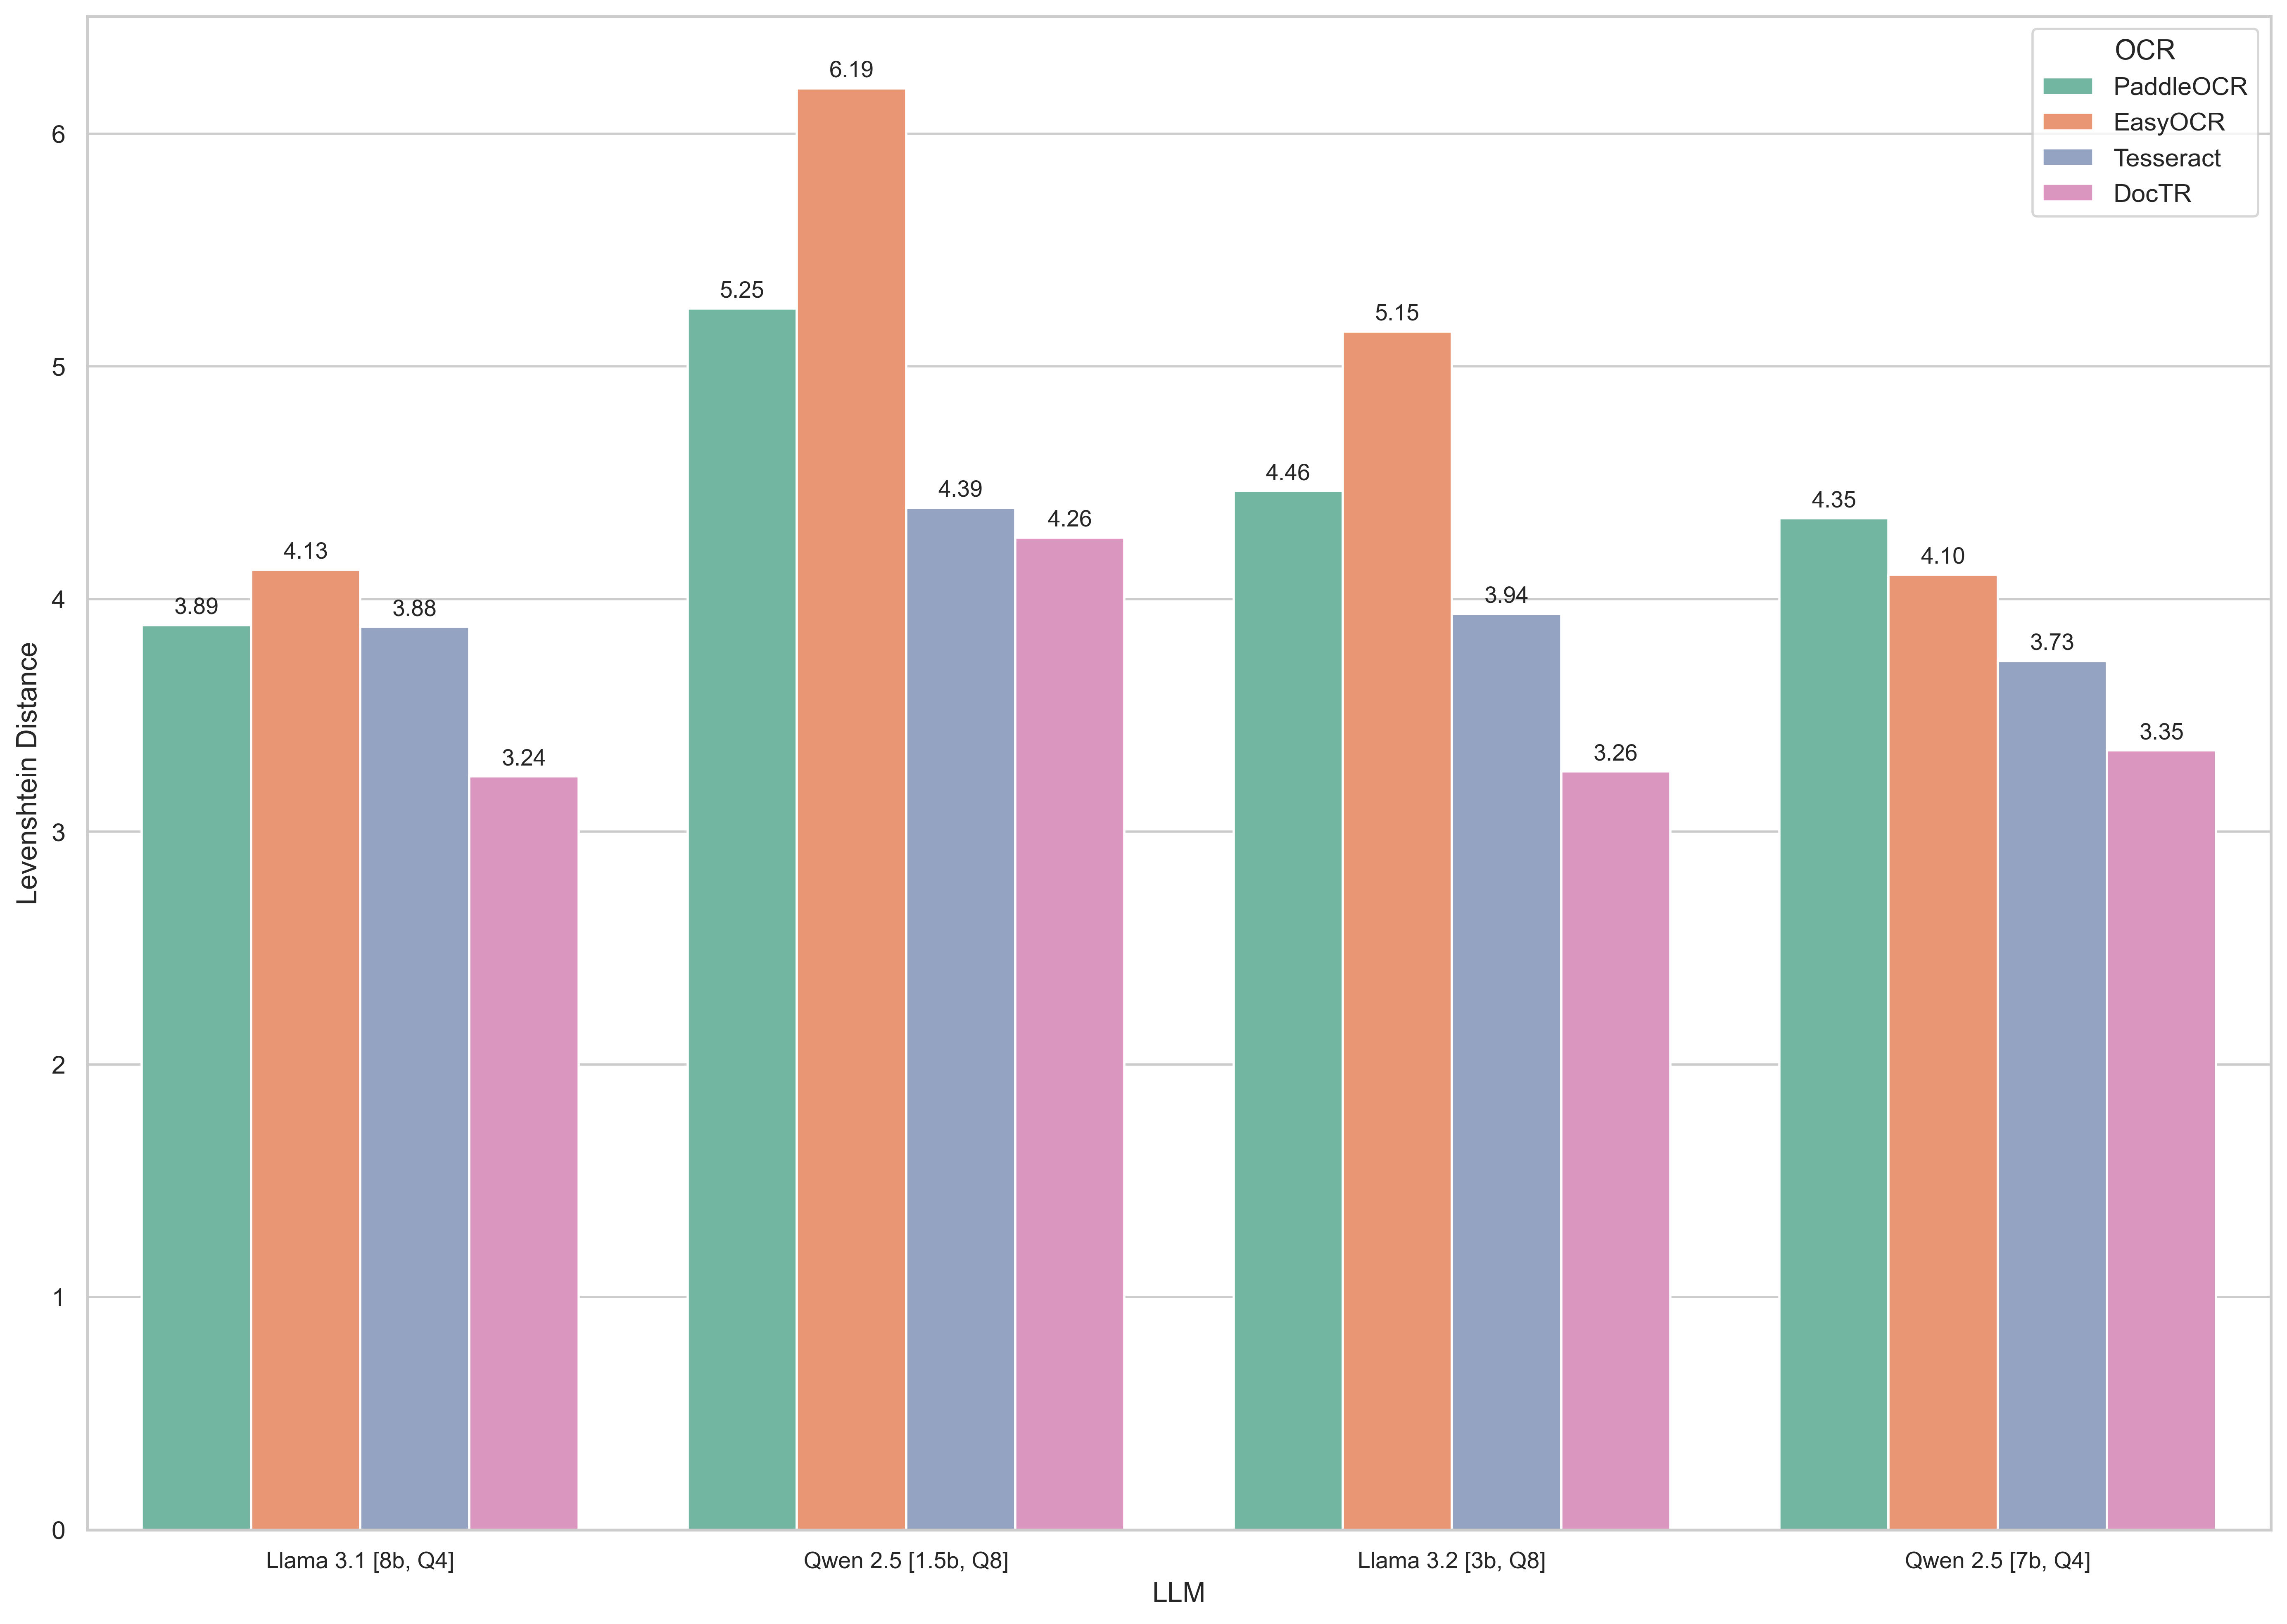 OCR
PaddleOCR
EasyOCR
Tesseract
DocTR
Levenshtein Distance
6
5
4
3
2
1
0
3.89
4.13
3.88
3.24
5.25
6.19
4.39
4.26
4.46
5.15
3.94
3.26
4.35
4.10
3.73
3.35
Llama 3.1 [8b, Q4]
Qwen 2.5 [1.5b, Q8]
Llama 3.2 [3b, Q8]
Qwen 2.5 [7b, Q4]
LLM